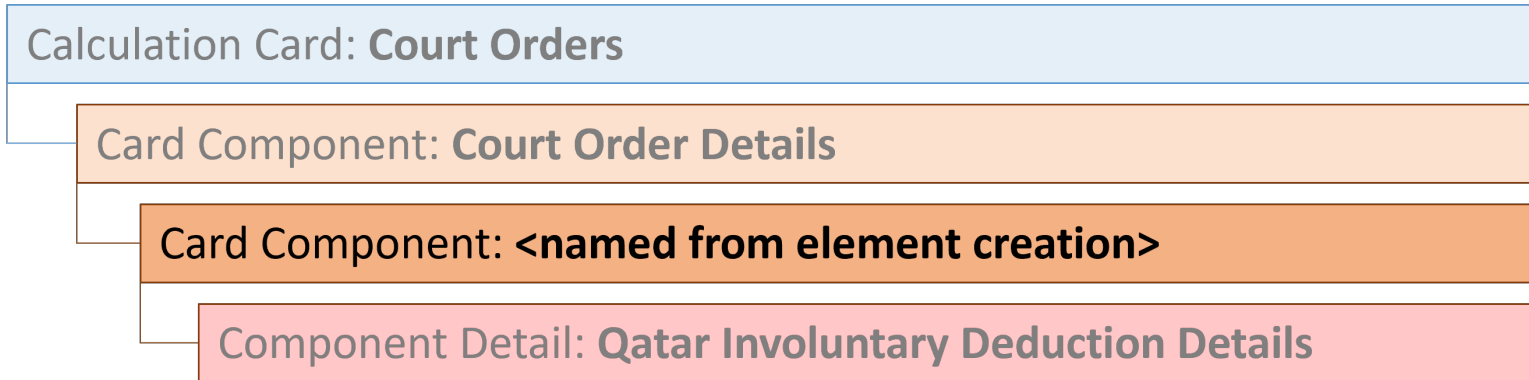 Calculation Card: Court Orders
Card Component: Court Order Details
Card Component: <named from element creation>
Component Detail: Qatar Involuntary Deduction Details